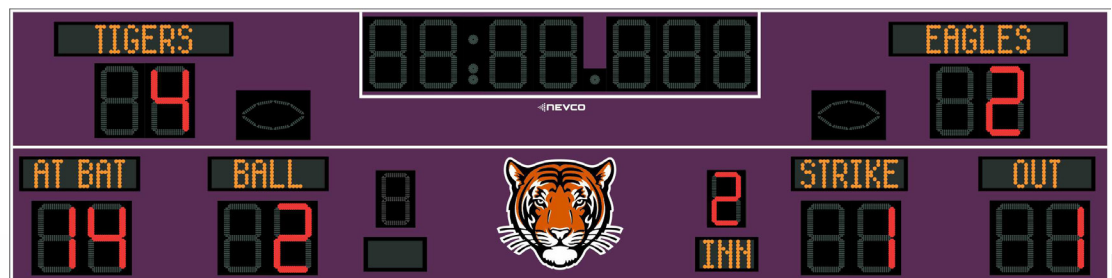 TIGERS
EAGLES
4
2
NEVCO
AT BAT
BALL
STRIKE
OUT
14
2
2
INN
1
1